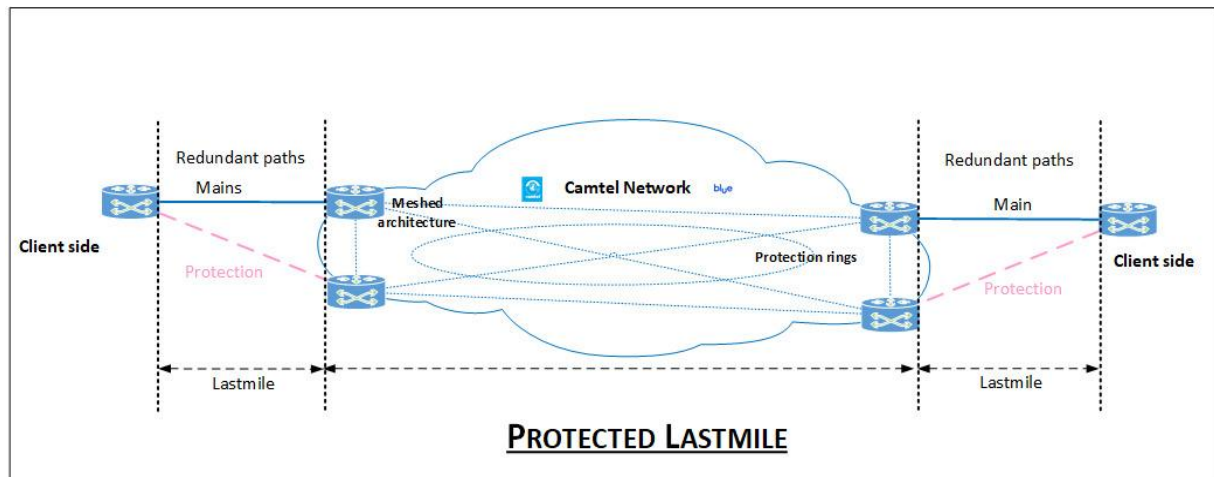 Redundant paths
Mains
Client side
Protection
Lastmile
Meshed
architecture
Camtel Network
blue
Protection rings
Redundant paths
Main
Client side
Protection
Lastmile
PROTECTED LASTMILE